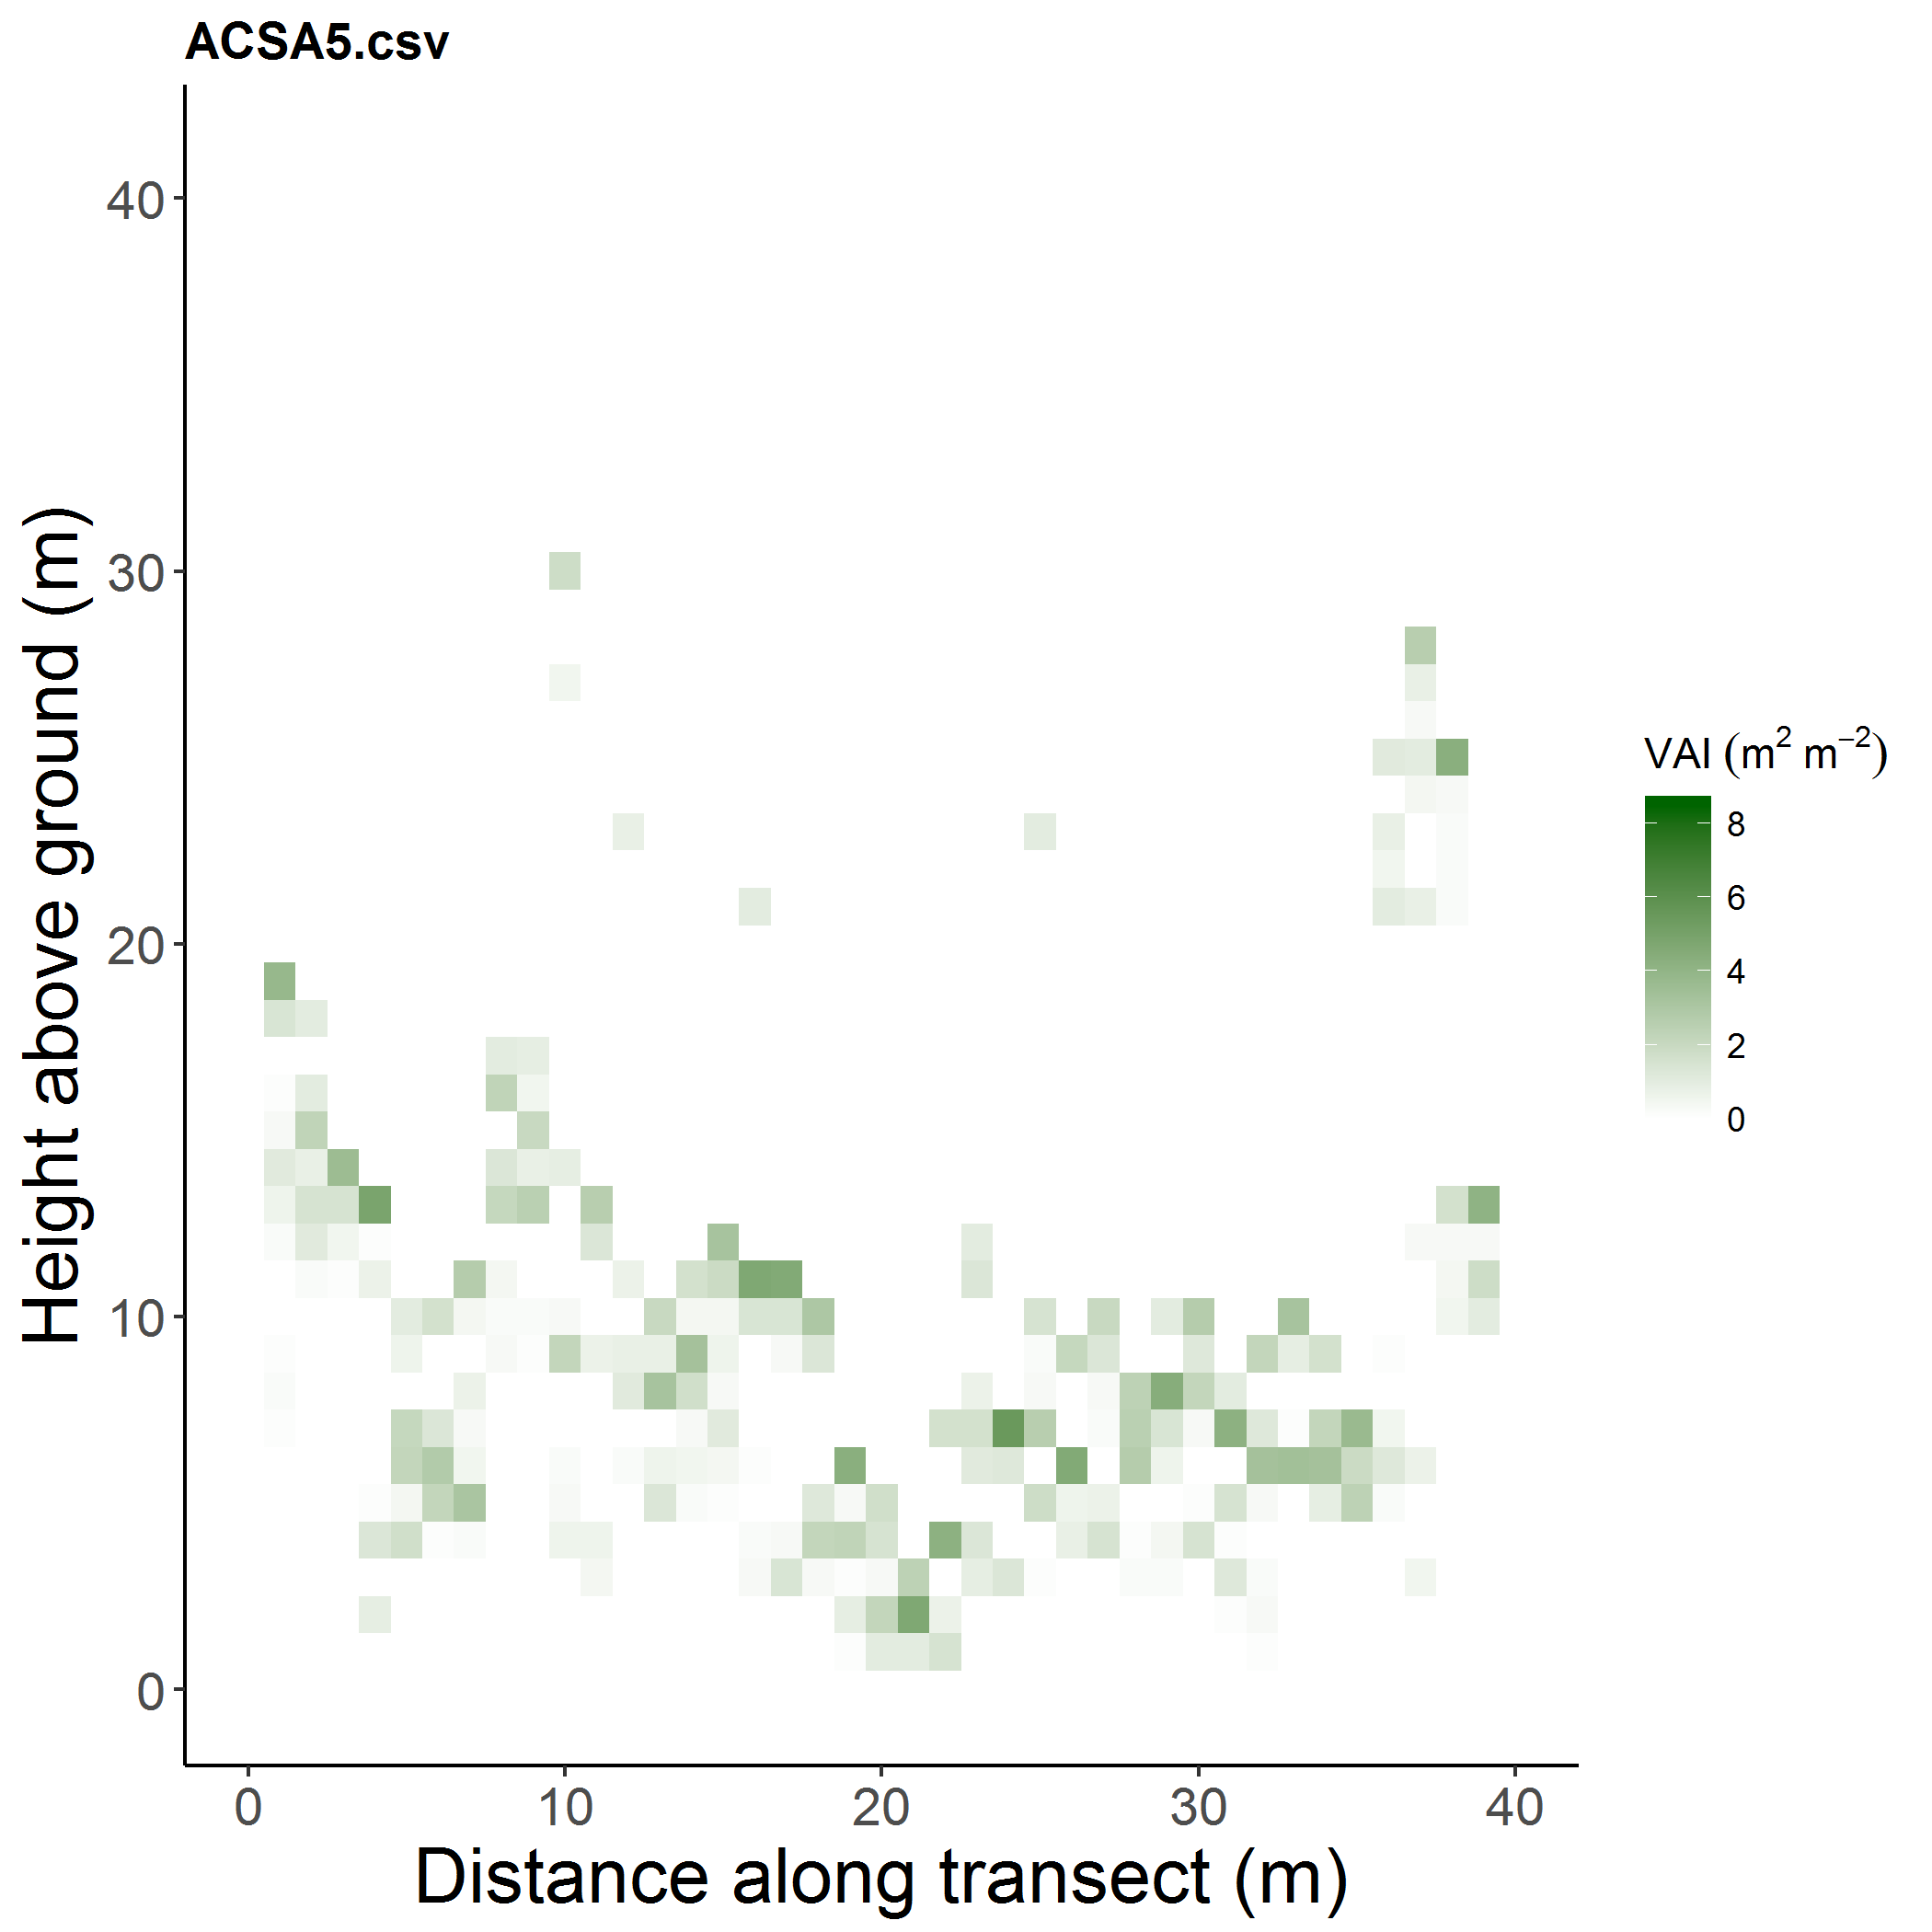 ACSA5.csv
40
30
20
10
0
Height above ground (m)
0 10 20 30 40
Distance along transect (m)
VAI (m² m⁻²)
8
6
4
2
0